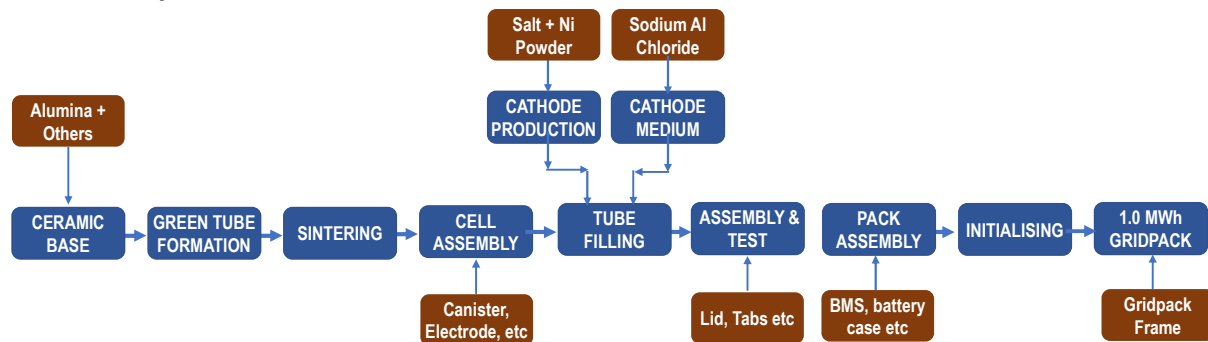 Salt + Ni
Powder
Sodium Al
Chloride
Alumina +
Others
CATHODE
PRODUCTION
CATHODE
MEDIUM
CERAMIC
BASE
GREEN TUBE
FORMATION
SINTERING
CELL
ASSEMBLY
TUBE
FILLING
ASSEMBLY &
TEST
PACK
ASSEMBLY
INITIALISING
1.0 MWh
GRIDPACK
Canister,
Electrode, etc
Lid, Tabs etc
BMS, battery
case etc
Gridpack
Frame